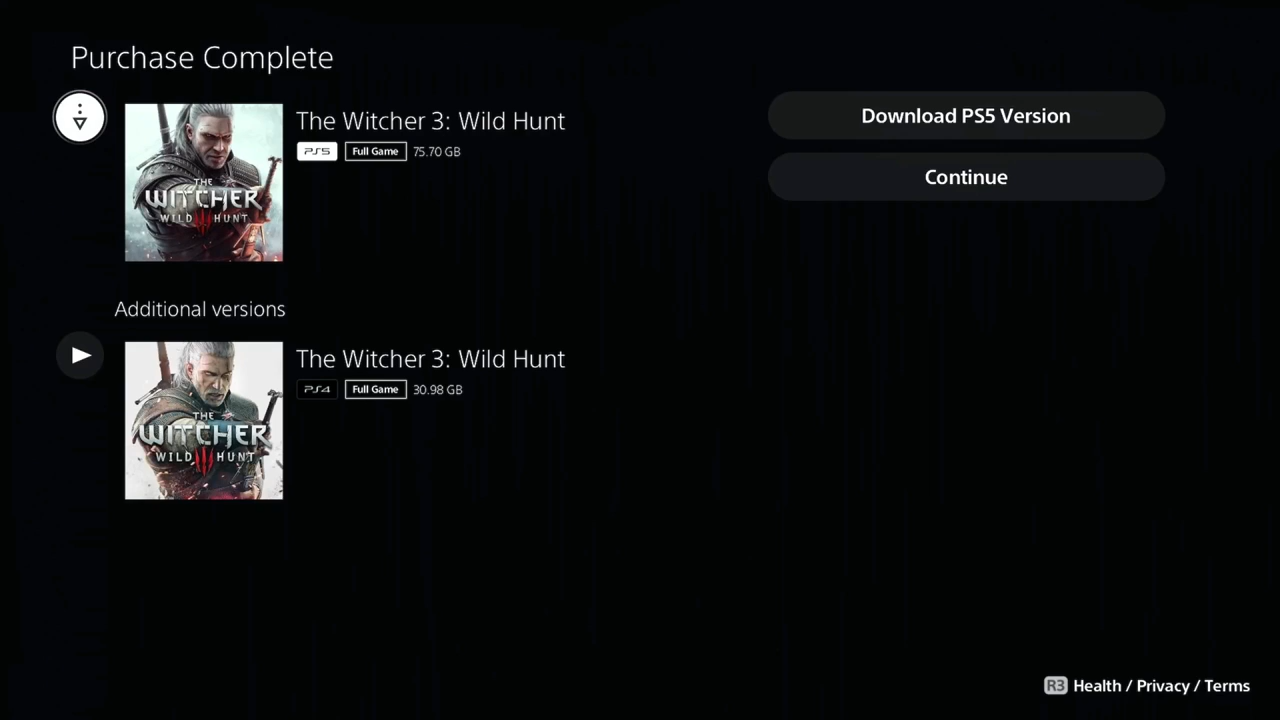 Purchase Complete
THE
WITCHER
WILD HUNT
The Witcher 3: Wild Hunt
PS5 Full Game 75.70 GB
Download PS5 Version
Continue
Additional versions
THE
WITCHER
WILD HUNT
The Witcher 3: Wild Hunt
PS4 Full Game 30.98 GB
R3 Health / Privacy / Terms